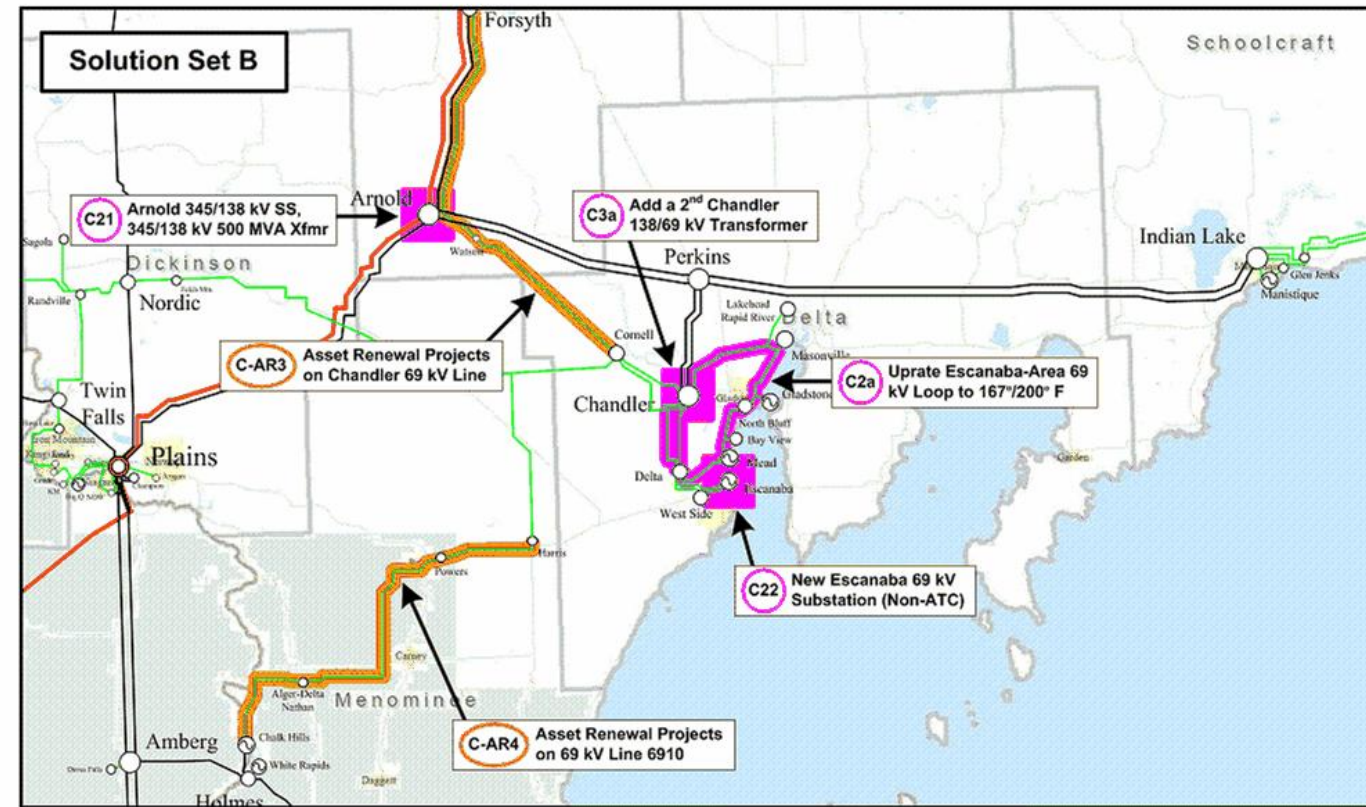 Forsyth
Solution Set B
Schoolcraft
Arnold
C21
Arnold 345/138 kV SS,
345/138 kV 500 MVA Xfmr
C3a
Add a 2nd Chandler
138/69 kV Transformer
Sagola
Watson
Perkins
Indian Lake
Dickinson
Glen Jenks
Manistique
Randville
Nordic
Lakehead
Rapid River
Delta
Cornell
Masonville
C-AR3
Asset Renewal Projects
on Chandler 69 kV Line
C2a
Uprate Escanaba-Area 69
kV Loop to 167°/200° F
Twin
Falls
Chandler
Gladstone
North Bluff
Bay View
Iron Mountain
Plains
Mead
Garden
Delta
Champion
Escanaba
West Side
Harris
Powers
C22
New Escanaba 69 kV
Substation (Non-ATC)
Carney
Alger-Delta
Nathan
Menominee
C-AR4
Asset Renewal Projects
on 69 kV Line 6910
Chalk Hills
Amberg
White Rapids
Daggett
Holmes